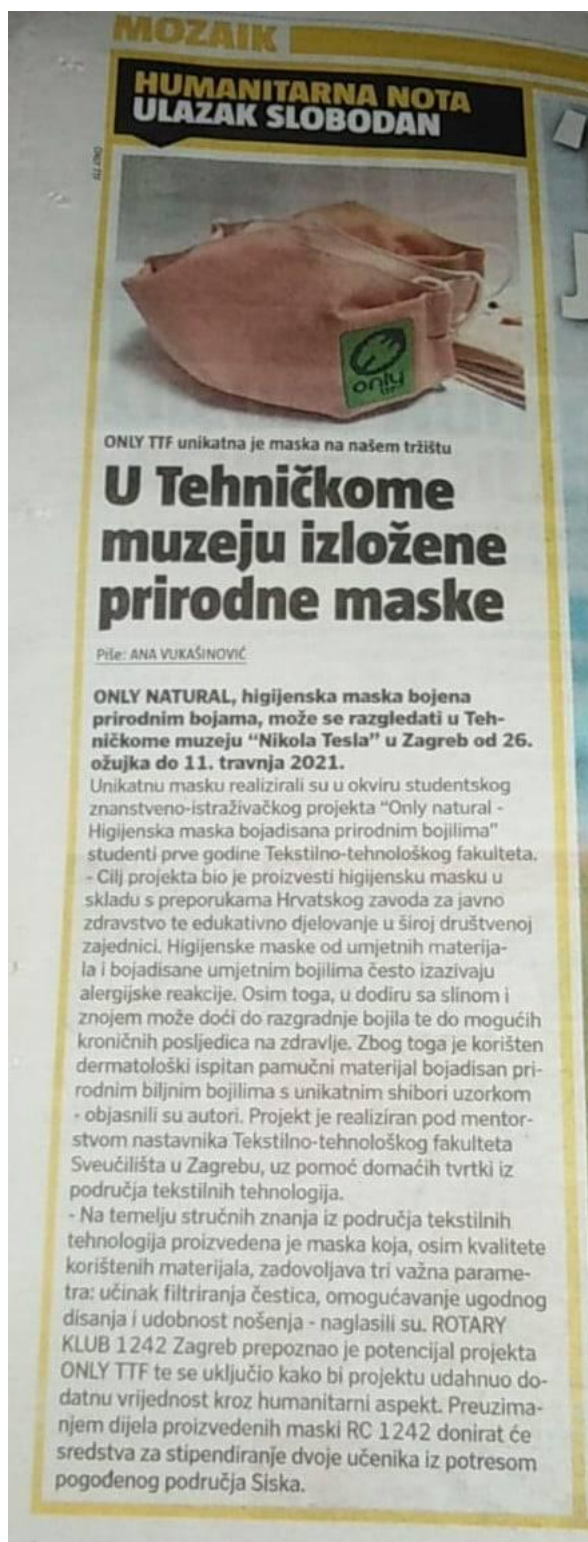 MOZAIK
HUMANITARNA NOTA
ULAZAK SLOBODAN
only
ONLY TTF unikatna je maska na našem tržištu
U Tehničkome
muzeju izložene
prirodne maske
Piše: ANA VUKAŠINOVIĆ
ONLY NATURAL, higijenska maska bojena
prirodnim bojama, može se razgledati u Teh-
ničkome muzeju “Nikola Tesla” u Zagreb od 26.
ožujka do 11. travnja 2021.
Unikatnu masku realizirali su u okviru studentskog
znanstveno-istraživačkog projekta “Only natural -
Higijenska maska bojadisana prirodnim bojilima”
studenti prve godine Tekstilno-tehnološkog fakulteta.
- Cilj projekta bio je proizvesti higijensku masku u
skladu s preporukama Hrvatskog zavoda za javno
zdravstvo te edukativno djelovanje u široj društvenoj
zajednici. Higijenske maske od umjetnih materija-
la i bojadisane umjetnim bojilima često izazivaju
alergijske reakcije. Osim toga, u dodiru sa slinom i
znojem može doći do razgradnje bojila te do mogućih
kroničnih posljedica na zdravlje. Zbog toga je korišten
dermatološki ispitan pamučni materijal bojadisan pri-
rodnim biljnim bojilima s unikatnim shibori uzorkom
- objasnili su autori. Projekt je realiziran pod mentor-
stvom nastavnika Tekstilno-tehnološkog fakulteta
Sveučilišta u Zagrebu, uz pomoć domaćih tvrtki iz
područja tekstilnih tehnologija.
- Na temelju stručnih znanja iz područja tekstilnih
tehnologija proizvedena je maska koja, osim kvalitete
korištenih materijala, zadovoljava tri važna parame-
tra: učinak filtriranja čestica, omogućavanje ugodnog
disanja i udobnost nošenja - naglasili su. ROTARY
KLUB 1242 Zagreb prepoznao je potencijal projekta
ONLY TTF te se uključio kako bi projektu udahnuo do-
datnu vrijednost kroz humanitarni aspekt. Preuzima-
njem dijela proizvedenih maski RC 1242 donirat će
sredstva za stipendiranje dvoje učenika iz potresom
pogođenog područja Siska.